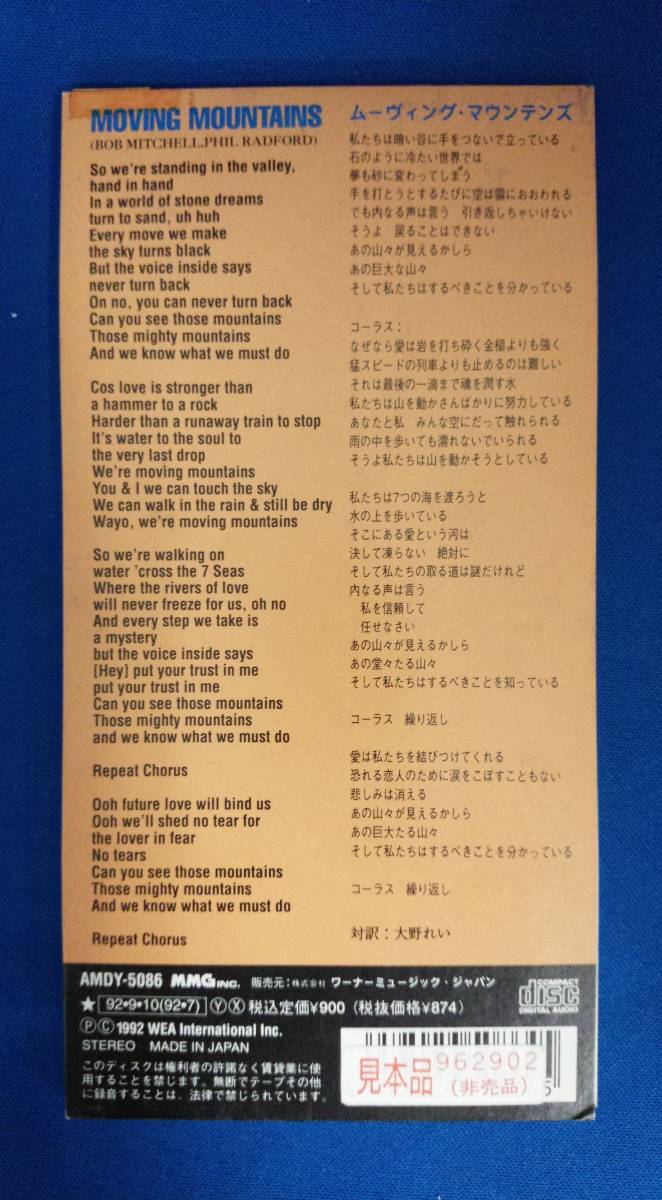 MOVING MOUNTAINS
(BOB MITCHELL,PHIL RADFORD)
So we're standing in the valley,
hand in hand
In a world of stone dreams
turn to sand, uh huh
Every move we make
the sky turns black
But the voice inside says
never turn back
On no, you can never turn back
Can you see those mountains
Those mighty mountains
And we know what we must do
Cos love is stronger than
a hammer to a rock
Harder than a runaway train to stop
It's water to the soul to
the very last drop
We're moving mountains
You & I we can touch the sky
We can walk in the rain & still be dry
Wayo, we're moving mountains
So we're walking on
water 'cross the 7 Seas
Where the rivers of love
will never freeze for us, oh no
And every step we take is
a mystery
but the voice inside says
[Hey] put your trust in me
put your trust in me
Can you see those mountains
Those mighty mountains
and we know what we must do
Repeat Chorus
Ooh future love will bind us
Ooh we'll shed no tear for
the lover in fear
No tears
Can you see those mountains
Those mighty mountains
And we know what we must do
Repeat Chorus
ムーヴィング・マウンテンズ
私たちは暗い谷に手をつないで立っている
石のように冷たい世界では
夢も砂に変わってしまう
手を打とうとするたびに空は雲におおわれる
でも内なる声は言う 引き返しちゃいけない
そうよ 戻ることはできない
あの山々が見えるかしら
あの巨大な山々
そして私たちはするべきことを分かっている
コーラス：
なぜなら愛は岩を打ち砕く金槌よりも強く
猛スピードの列車よりも止めるのは難しい
それは最後の一滴まで魂を潤す水
私たちは山を動かさんばかりに努力している
あなたと私 みんな空にだって触れられる
雨の中を歩いても濡れないでいられる
そうよ私たちは山を動かそうとしている
私たちは7つの海を渡ろうと
水の上を歩いている
そこにある愛という河は
決して凍らない 絶対に
そして私たちの取る道は謎だけれど
内なる声は言う
私を信頼して
任せなさい
あの山々が見えるかしら
あの堂々たる山々
そして私たちはするべきことを知っている
コーラス 繰り返し
愛は私たちを結びつけてくれる
恐れる恋人のために涙をこぼすこともない
悲しみは消える
あの山々が見えるかしら
あの巨大たる山々
そして私たちはするべきことを分かっている
コーラス 繰り返し
対訳：大野れい
AMDY-5086 MMG INC. 販売元：株式会社 ワーナーミュージック・ジャパン
★ 92・9・10(92・7) Ⓨ Ⓧ 税込定価¥900 (税抜価格¥874)
Ⓟ Ⓒ 1992 WEA International Inc.
STEREO MADE IN JAPAN
このディスクは権利者の許諾なく賃貸業に使
用することを禁じます。無断でテープその他
に録音することは、法律で禁じられています。
COMPACT
disc
DIGITAL AUDIO
見本品 962902
(非売品) 5